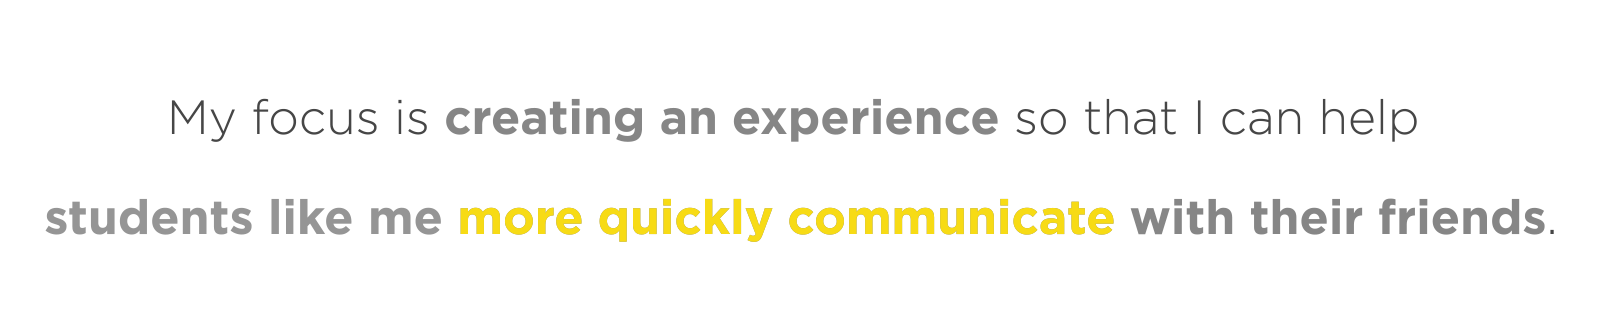 My focus is creating an experience so that I can help
students like me more quickly communicate with their friends.